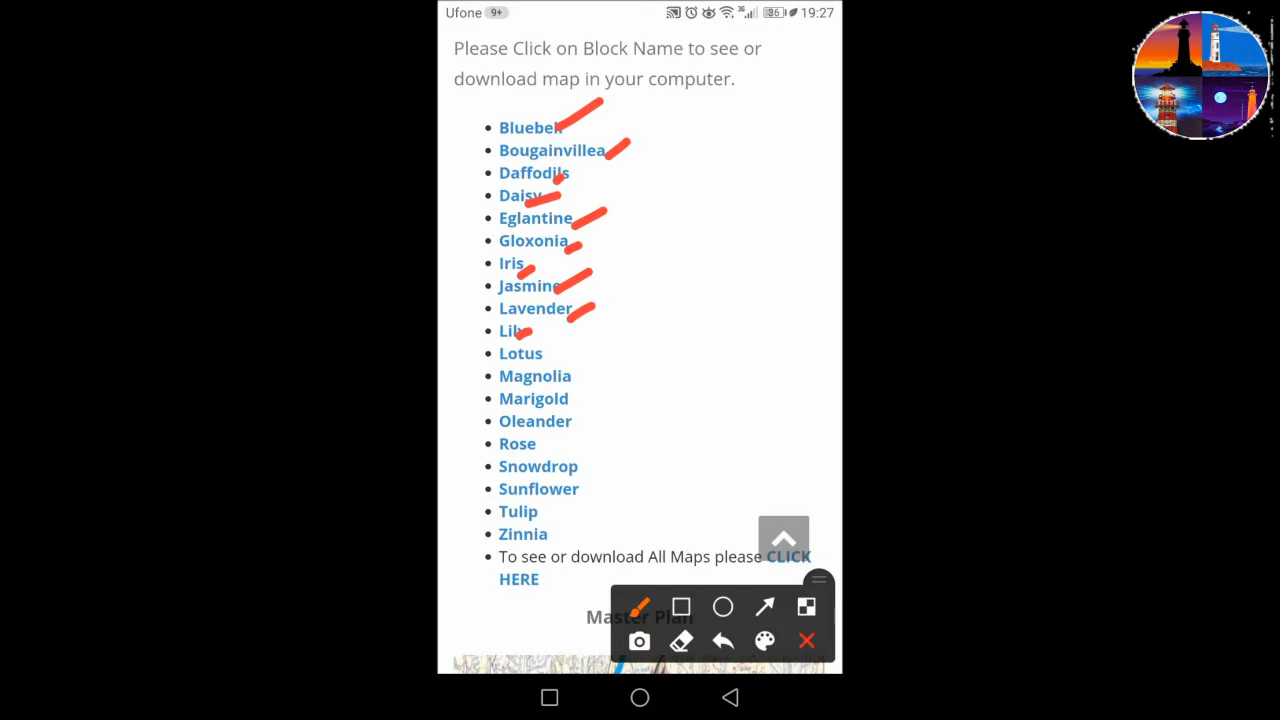 Ufone 9+ 3G 36 19:27
Please Click on Block Name to see or
download map in your computer.
Bluebell
Bougainvillea
Daffodils
Daisy
Eglantine
Gloxonia
Iris
Jasmine
Lavender
Lily
Lotus
Magnolia
Marigold
Oleander
Rose
Snowdrop
Sunflower
Tulip
Zinnia
To see or download All Maps please CLICK
HERE
Master Plan